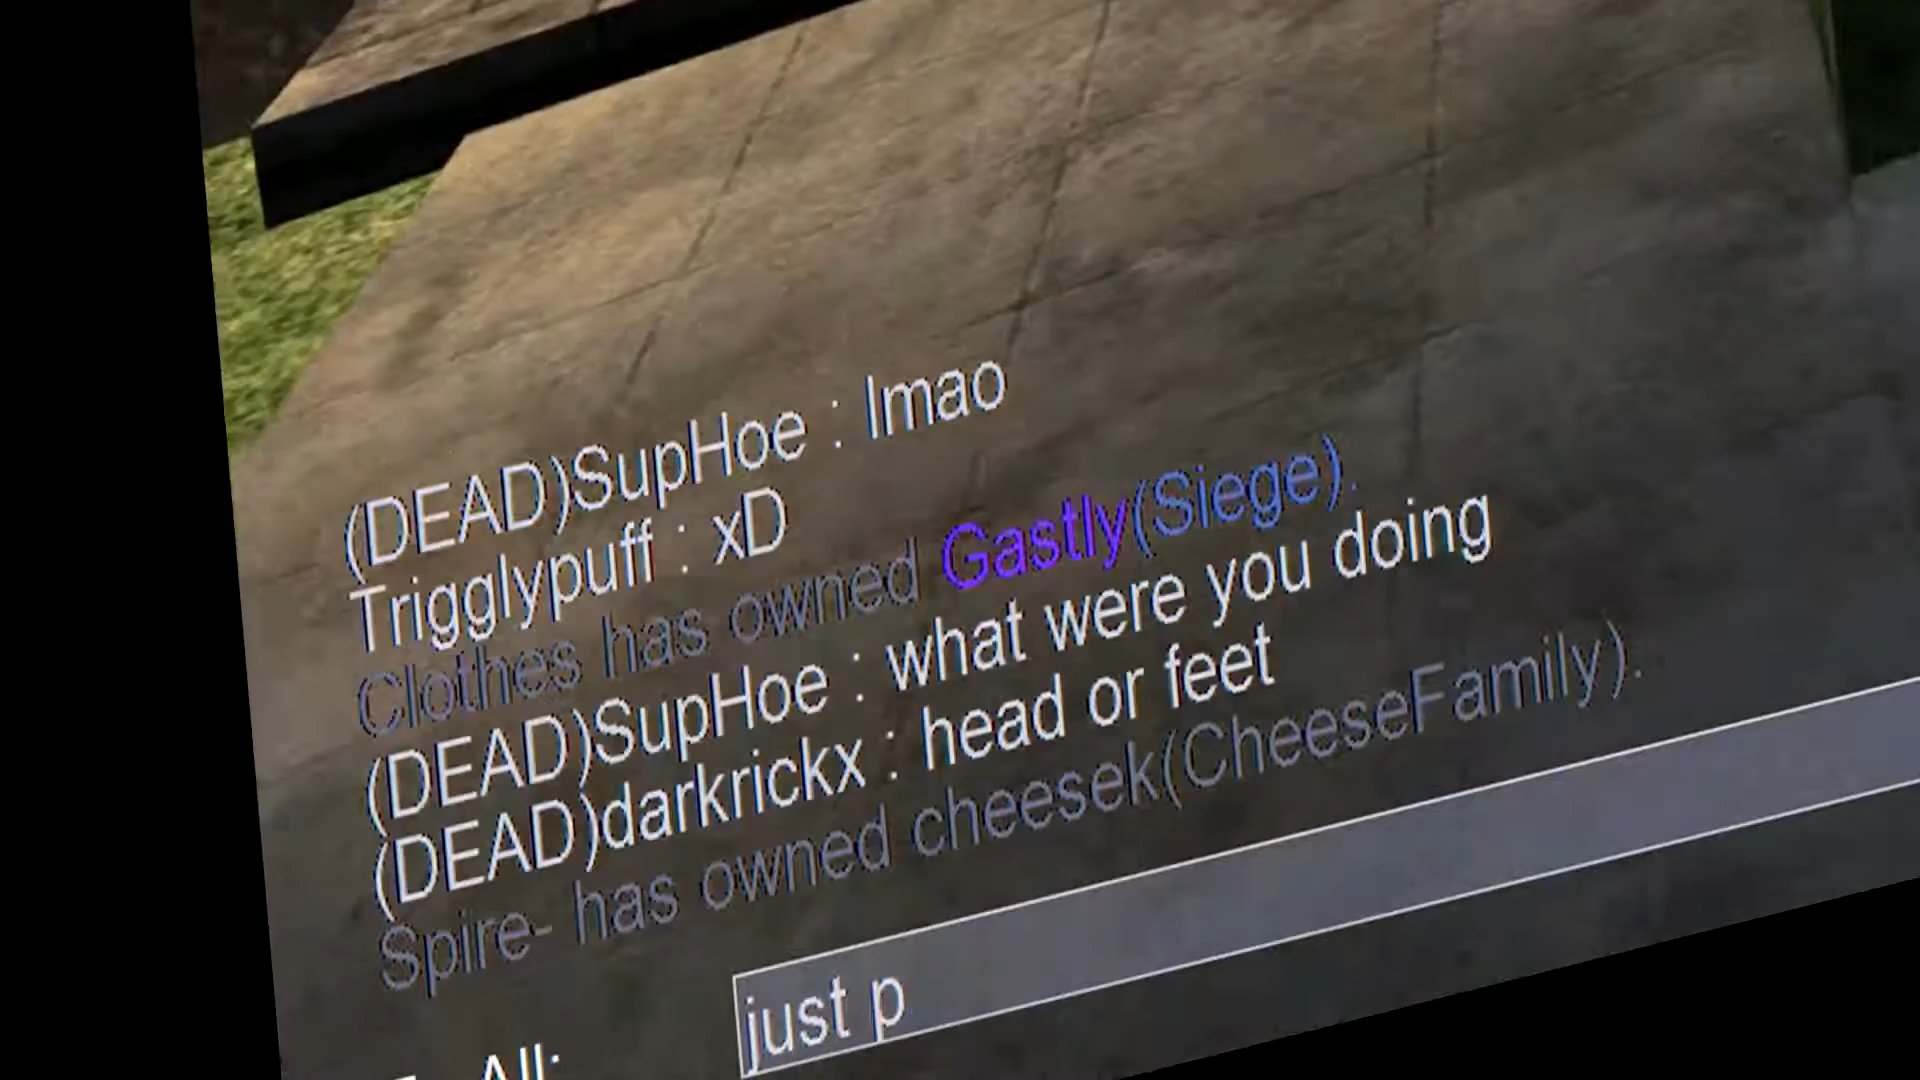 (DEAD)SupHoe : lmao
Trigglypuff : xD
Clothes has owned Gastly(Siege).
(DEAD)SupHoe : what were you doing
(DEAD)darkrickx : head or feet
Spire- has owned cheesek(CheeseFamily).
All: just p